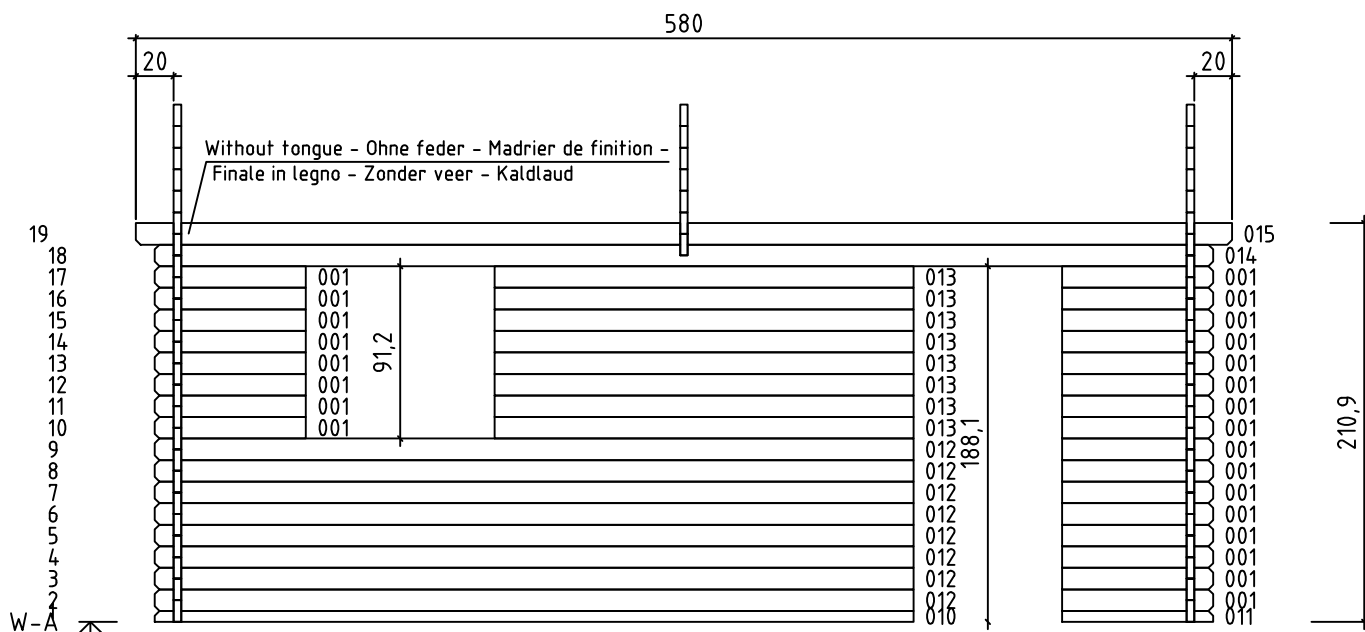 580
20 20
Without tongue - Ohne feder - Madrier de finition -
Finale in legno - Zonder veer - Kaldlaud
19 015
18 014
17 001 013 001
16 001 013 001
15 001 013 001
14 001 013 001
91,2
13 001 013 001
12 001 013 001
11 001 013 001
210,9
10 001 013 001
188,1
9 012 001
8 012 001
7 012 001
6 012 001
5 012 001
4 012 001
3 012 001
2 012 001
W-A 010 011